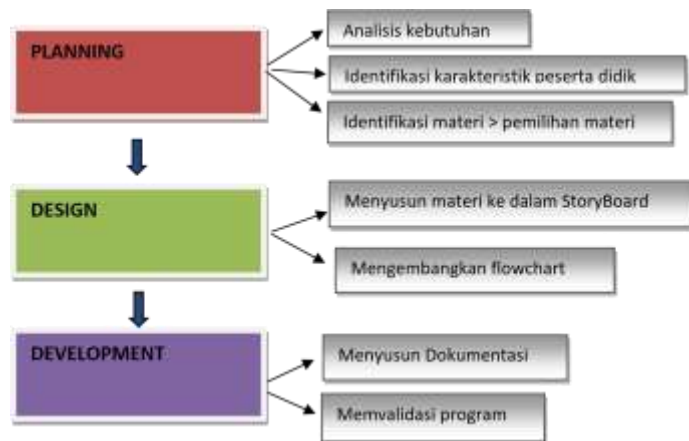 PLANNING
Analisis kebutuhan
Identifikasi karakteristik peserta didik
Identifikasi materi > pemilihan materi
DESIGN
Menyusun materi ke dalam StoryBoard
Mengembangkan flowchart
DEVELOPMENT
Menyusun Dokumentasi
Memvalidasi program